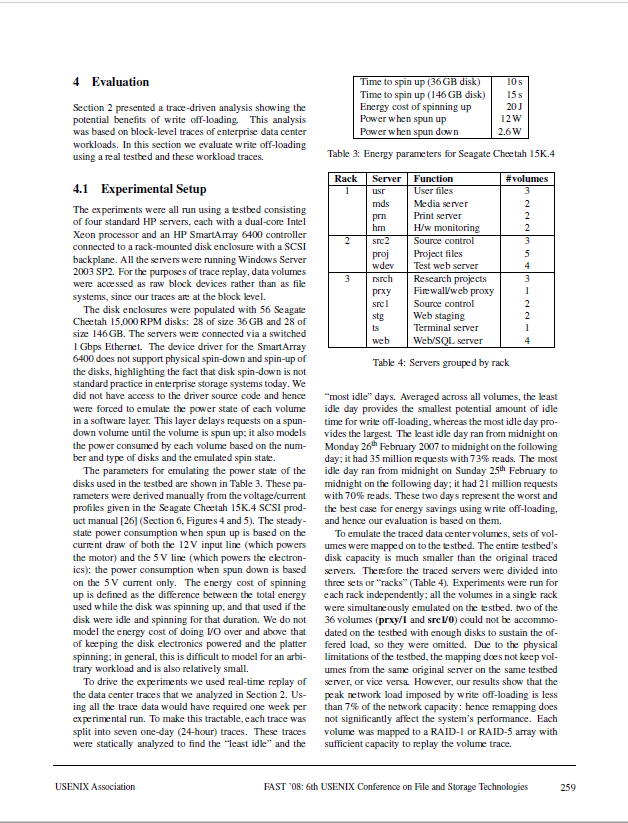 4 Evaluation
Section 2 presented a trace-driven analysis showing the
potential benefits of write off-loading. This analysis
was based on block-level traces of enterprise data center
workloads. In this section we evaluate write off-loading
using a real testbed and these workload traces.
4.1 Experimental Setup
The experiments were all run using a testbed consisting
of four standard HP servers, each with a dual-core Intel
Xeon processor and an HP SmartArray 6400 controller
connected to a rack-mounted disk enclosure with a SCSI
backplane. All the servers were running Windows Server
2003 SP2. For the purposes of trace replay, data volumes
were accessed as raw block devices rather than as file
systems, since our traces are at the block level.
The disk enclosures were populated with 56 Seagate
Cheetah 15,000 RPM disks: 28 of size 36 GB and 28 of
size 146 GB. The servers were connected via a switched
1 Gbps Ethernet. The device driver for the SmartArray
6400 does not support physical spin-down and spin-up of
the disks, highlighting the fact that disk spin-down is not
standard practice in enterprise storage systems today. We
did not have access to the driver source code and hence
were forced to emulate the power state of each volume
in a software layer. This layer delays requests on a spun-
down volume until the volume is spun up; it also models
the power consumed by each volume based on the num-
ber and type of disks and the emulated spin state.
The parameters for emulating the power state of the
disks used in the testbed are shown in Table 3. These pa-
rameters were derived manually from the voltage/current
profiles given in the Seagate Cheetah 15K.4 SCSI prod-
uct manual [26] (Section 6, Figures 4 and 5). The steady-
state power consumption when spun up is based on the
current draw of both the 12 V input line (which powers
the motor) and the 5 V line (which powers the electron-
ics); the power consumption when spun down is based
on the 5 V current only. The energy cost of spinning
up is defined as the difference between the total energy
used while the disk was spinning up, and that used if the
disk were idle and spinning for that duration. We do not
model the energy cost of doing I/O over and above that
of keeping the disk electronics powered and the platter
spinning; in general, this is difficult to model for an arbi-
trary workload and is also relatively small.
To drive the experiments we used real-time replay of
the data center traces that we analyzed in Section 2. Us-
ing all the trace data would have required one week per
experimental run. To make this tractable, each trace was
split into seven one-day (24-hour) traces. These traces
were statically analyzed to find the "least idle" and the
Time to spin up (36 GB disk) 10 s
Time to spin up (146 GB disk) 15 s
Energy cost of spinning up 20 J
Power when spun up 12 W
Power when spun down 2.6 W
Table 3: Energy parameters for Seagate Cheetah 15K.4
Rack Server Function #volumes
1 usr User files 3
mds Media server 2
prn Print server 2
hm H/w monitoring 2
2 src2 Source control 3
proj Project files 5
wdev Test web server 4
3 rsrch Research projects 3
prxy Firewall/web proxy 1
src1 Source control 2
stg Web staging 2
ts Terminal server 1
web Web/SQL server 4
Table 4: Servers grouped by rack
"most idle" days. Averaged across all volumes, the least
idle day provides the smallest potential amount of idle
time for write off-loading, whereas the most idle day pro-
vides the largest. The least idle day ran from midnight on
Monday 26th February 2007 to midnight on the following
day; it had 35 million requests with 73% reads. The most
idle day ran from midnight on Sunday 25th February to
midnight on the following day; it had 21 million requests
with 70% reads. These two days represent the worst and
the best case for energy savings using write off-loading,
and hence our evaluation is based on them.
To emulate the traced data center volumes, sets of vol-
umes were mapped on to the testbed. The entire testbed's
disk capacity is much smaller than the original traced
servers. Therefore the traced servers were divided into
three sets or "racks" (Table 4). Experiments were run for
each rack independently; all the volumes in a single rack
were simultaneously emulated on the testbed. two of the
36 volumes (prxy/1 and src1/0) could not be accommo-
dated on the testbed with enough disks to sustain the of-
fered load, so they were omitted. Due to the physical
limitations of the testbed, the mapping does not keep vol-
umes from the same original server on the same testbed
server, or vice versa. However, our results show that the
peak network load imposed by write off-loading is less
than 7% of the network capacity: hence remapping does
not significantly affect the system's performance. Each
volume was mapped to a RAID-1 or RAID-5 array with
sufficient capacity to replay the volume trace.
USENIX Association FAST '08: 6th USENIX Conference on File and Storage Technologies 259